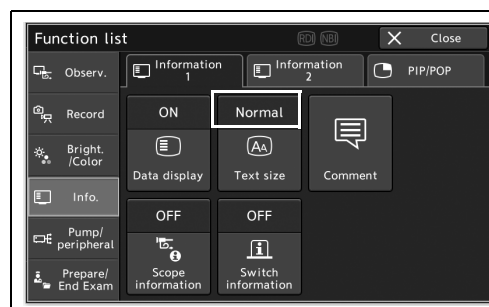 Function list
RDI NBI
Close
Observ.
Information
1
Information
2
PIP/POP
Record
ON
Normal
Bright.
/Color
AA
Data display
Text size
Comment
Info.
OFF
OFF
Pump/
peripheral
Prepare/
End Exam
Scope
information
Switch
information